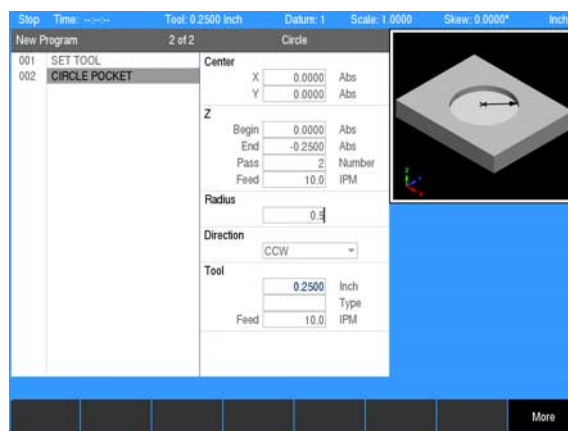 Stop Time: --:--:-- Tool: 0.2500 Inch Datum: 1 Scale: 1.0000 Skew: 0.0000° Inch
New Program 2 of 2 Circle
001 SET TOOL
002 CIRCLE POCKET
Center
X 0.0000 Abs
Y 0.0000 Abs
Z
Begin 0.0000 Abs
End -0.2500 Abs
Pass 2 Number
Feed 10.0 IPM
Radius
0.5
Direction
CCW
Tool
0.2500 Inch
Type
Feed 10.0 IPM
More